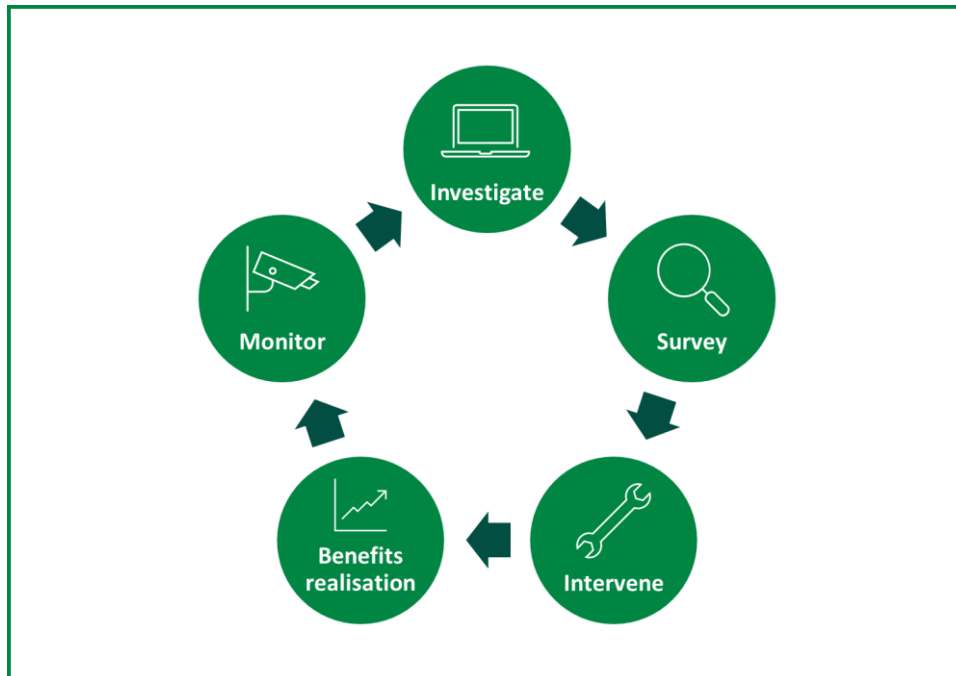 Investigate
Survey
Intervene
Benefits
realisation
Monitor